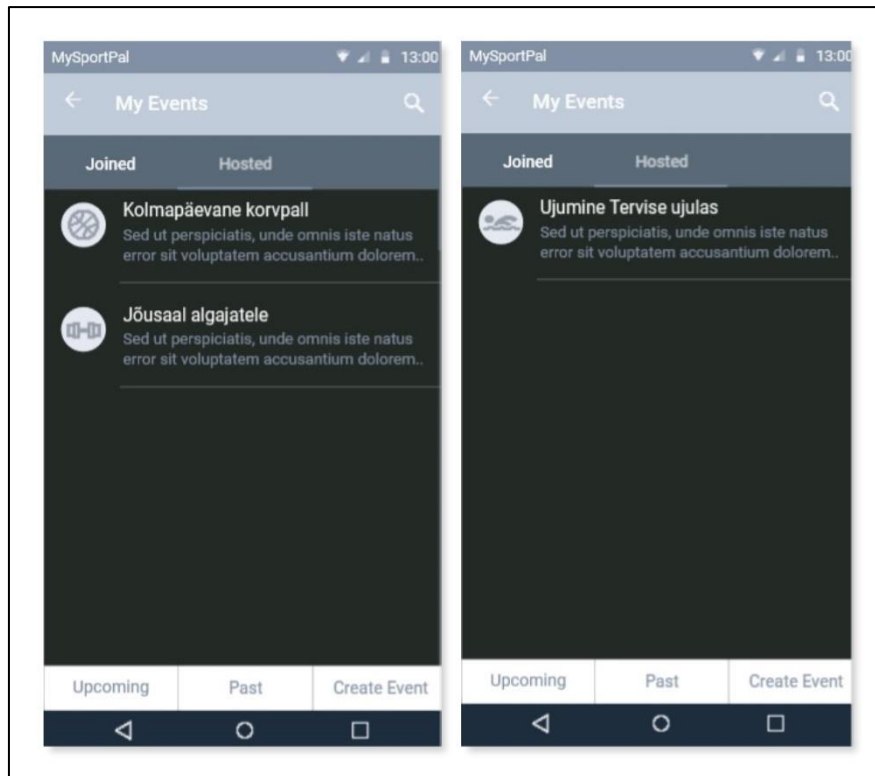 MySportPal 13:00
My Events
Joined Hosted
Kolmapäevane korvpall
Sed ut perspiciatis, unde omnis iste natus
error sit voluptatem accusantium dolorem..
Jõusaal algajatele
Sed ut perspiciatis, unde omnis iste natus
error sit voluptatem accusantium dolorem..
Upcoming Past Create Event
MySportPal 13:00
My Events
Joined Hosted
Ujumine Tervise ujulas
Sed ut perspiciatis, unde omnis iste natus
error sit voluptatem accusantium dolorem..
Upcoming Past Create Event